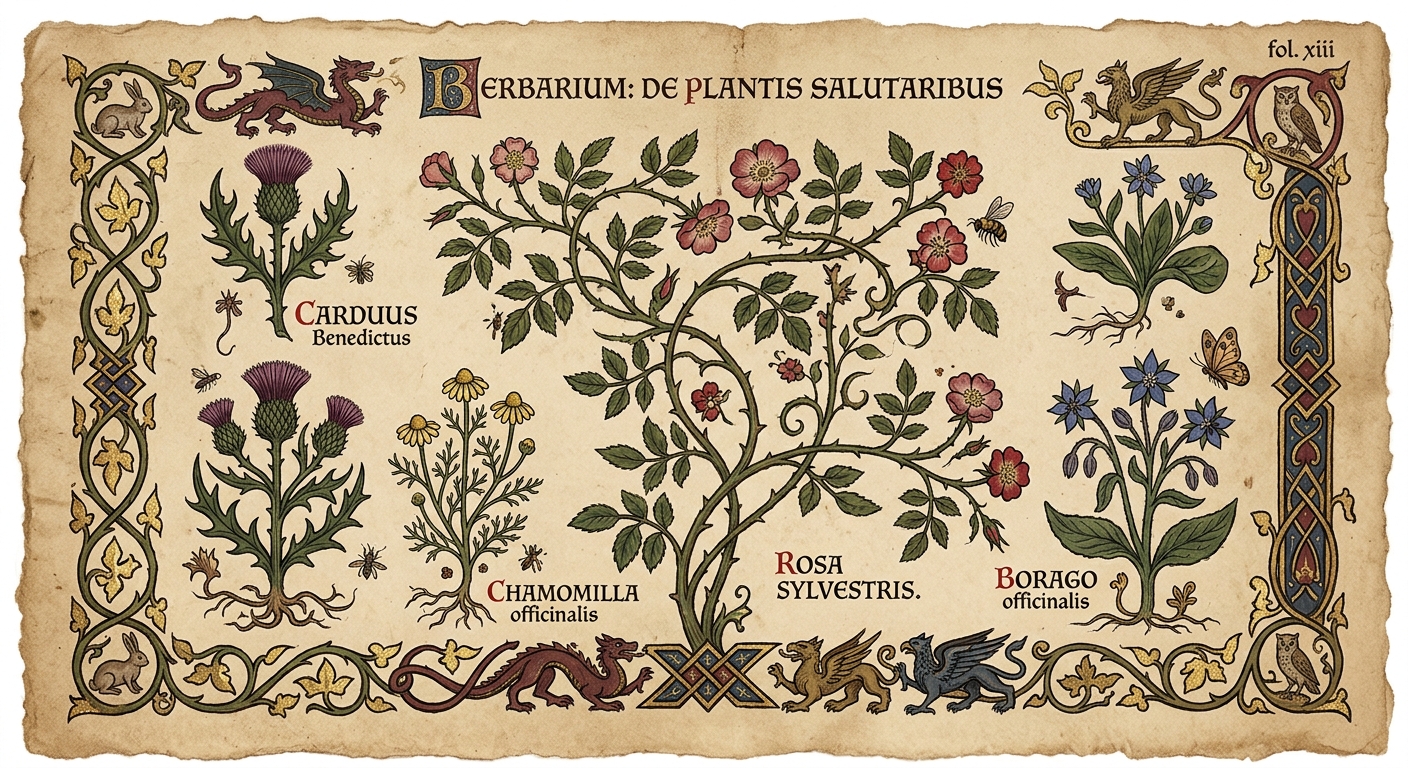 fol. xiii
BERBARIUM: DE PLANTIS SALUTARIBUS
CARDUUS
Benedictus
CHAMOMILLA
officinalis
ROSA
SYLVESTRIS.
BORAGO
officinalis